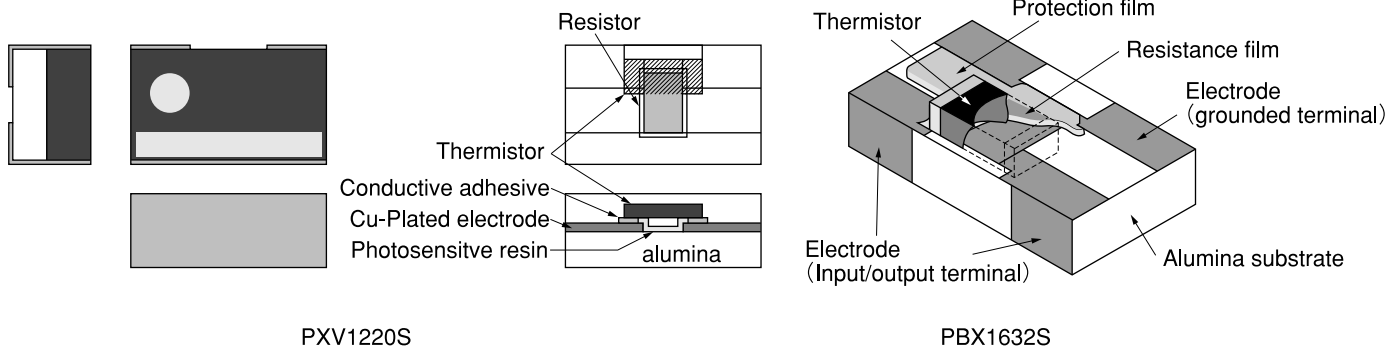 Resistor
Thermistor
Conductive adhesive
Cu-Plated electrode
Photosensitve resin
alumina
PXV1220S
Protection film
Thermistor
Resistance film
Electrode
(grounded terminal)
Electrode
(Input/output terminal)
Alumina substrate
PBX1632S